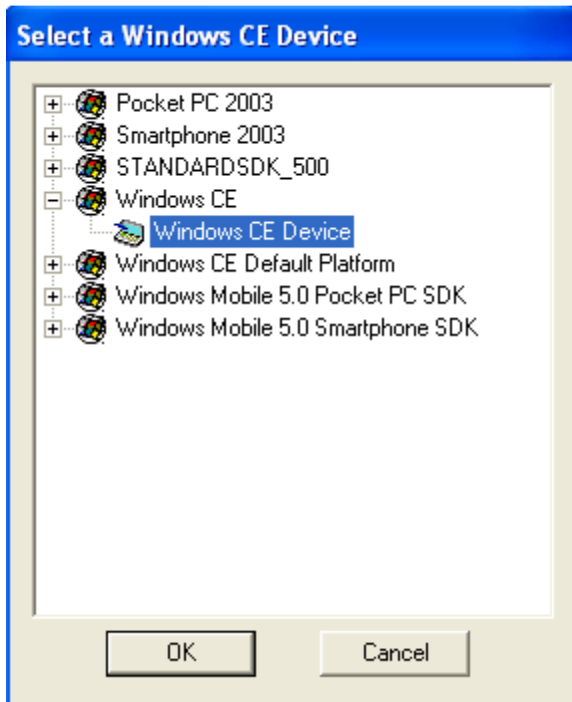 Select a Windows CE Device
Pocket PC 2003
Smartphone 2003
STANDARDSDK_500
Windows CE
Windows CE Device
Windows CE Default Platform
Windows Mobile 5.0 Pocket PC SDK
Windows Mobile 5.0 Smartphone SDK
OK Cancel